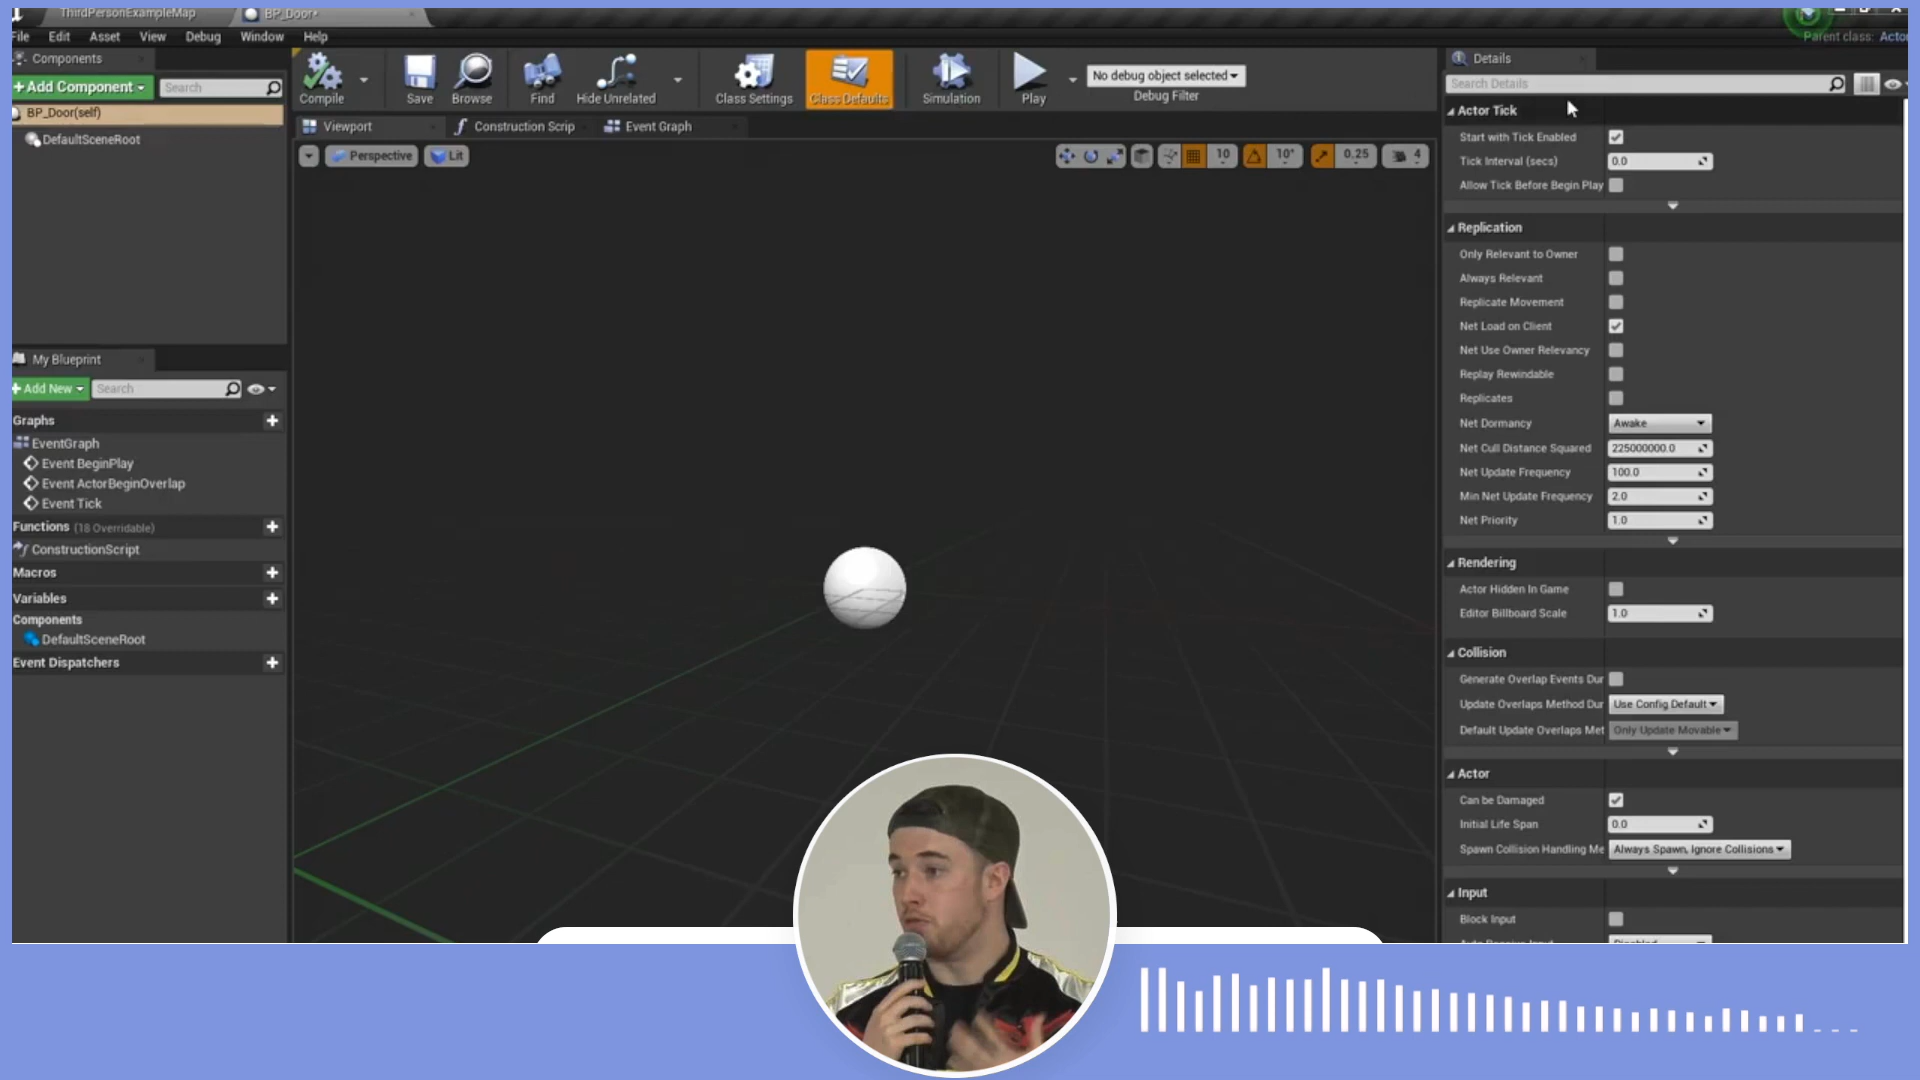 ThirdPersonExampleMap
BP_Door*
File Edit Asset View Debug Window Help
Parent class: Actor
Components
+Add Component
Search
BP_Door(self)
DefaultSceneRoot
My Blueprint
+Add New
Search
Graphs
EventGraph
Event BeginPlay
Event ActorBeginOverlap
Event Tick
Functions (18 Overridable)
ConstructionScript
Macros
Variables
Components
DefaultSceneRoot
Event Dispatchers
Compile
Save
Browse
Find
Hide Unrelated
Class Settings
Class Defaults
Simulation
Play
No debug object selected
Debug Filter
Viewport
Construction Scrip
Event Graph
Perspective
Lit
10
10°
0.25
4
Details
Search Details
Actor Tick
Start with Tick Enabled
Tick Interval (secs) 0.0
Allow Tick Before Begin Play
Replication
Only Relevant to Owner
Always Relevant
Replicate Movement
Net Load on Client
Net Use Owner Relevancy
Replay Rewindable
Replicates
Net Dormancy Awake
Net Cull Distance Squared 225000000.0
Net Update Frequency 100.0
Min Net Update Frequency 2.0
Net Priority 1.0
Rendering
Actor Hidden In Game
Editor Billboard Scale 1.0
Collision
Generate Overlap Events Dur
Update Overlaps Method Dur Use Config Default
Default Update Overlaps Met Only Update Movable
Actor
Can be Damaged
Initial Life Span 0.0
Spawn Collision Handling Me Always Spawn, Ignore Collisions
Input
Block Input